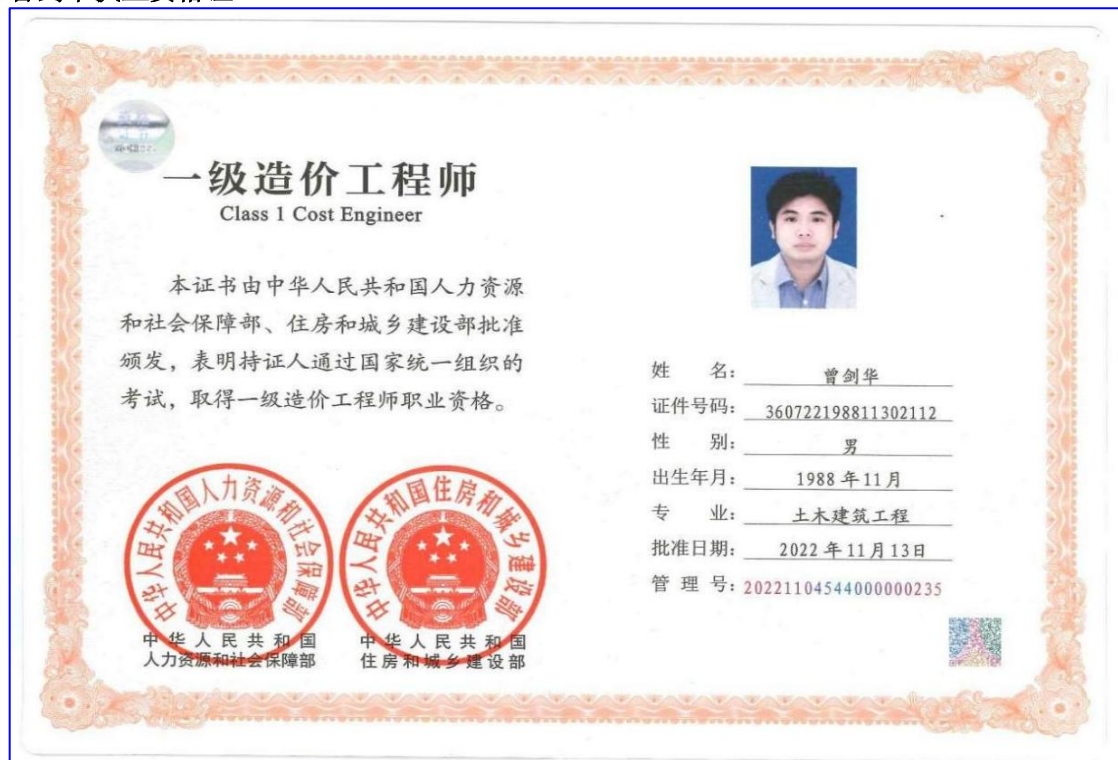 一级造价工程师
Class 1 Cost Engineer
本证书由中华人民共和国人力资源
和社会保障部、住房和城乡建设部批准
颁发，表明持证人通过国家统一组织的
考试，取得一级造价工程师职业资格。
中华人民共和国人力资源和社会保障部
中华人民共和国住房和城乡建设部
中华人民共和国
人力资源和社会保障部
中华人民共和国
住房和城乡建设部
姓 名：曾剑华
证件号码：360722198811302112
性 别：男
出生年月：1988年11月
专 业：土木建筑工程
批准日期：2022年11月13日
管 理 号：20221104544000000235